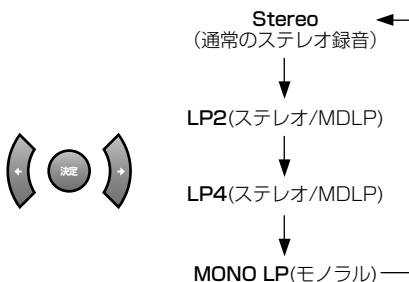 Stereo
(通常のステレオ録音)
LP2(ステレオ/MDLP)
決定
LP4(ステレオ/MDLP)
MONO LP(モノラル)